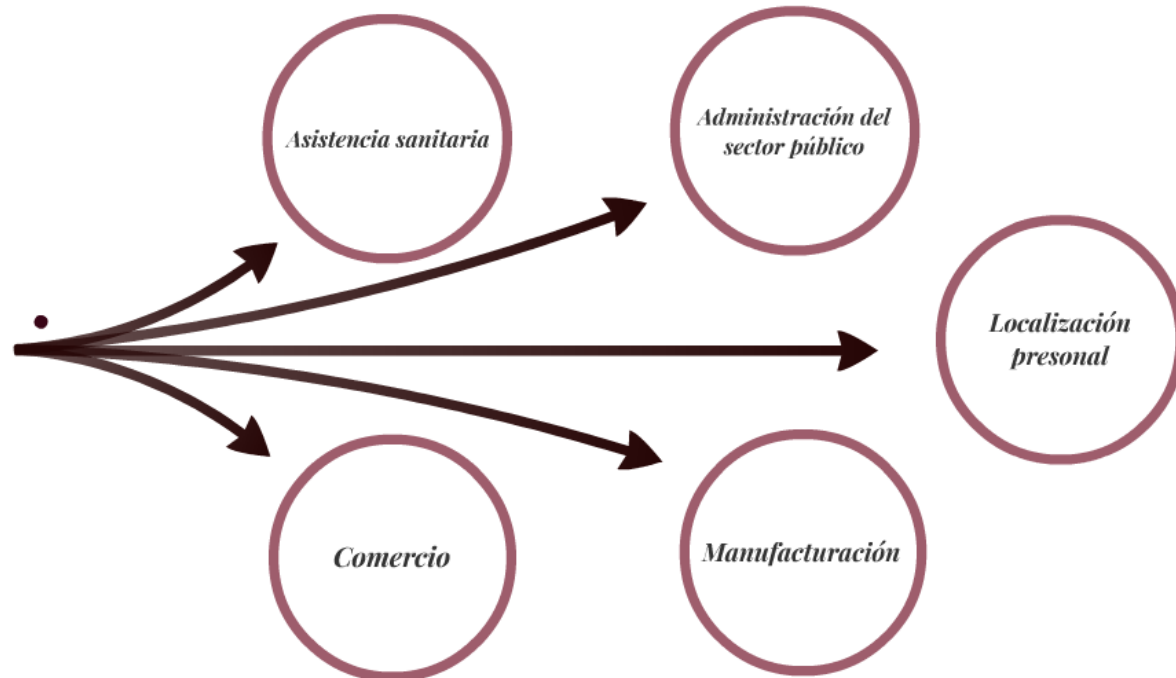 Asistencia sanitaria
Administración del
sector público
Localización
presonal
Comercio
Manufacturación